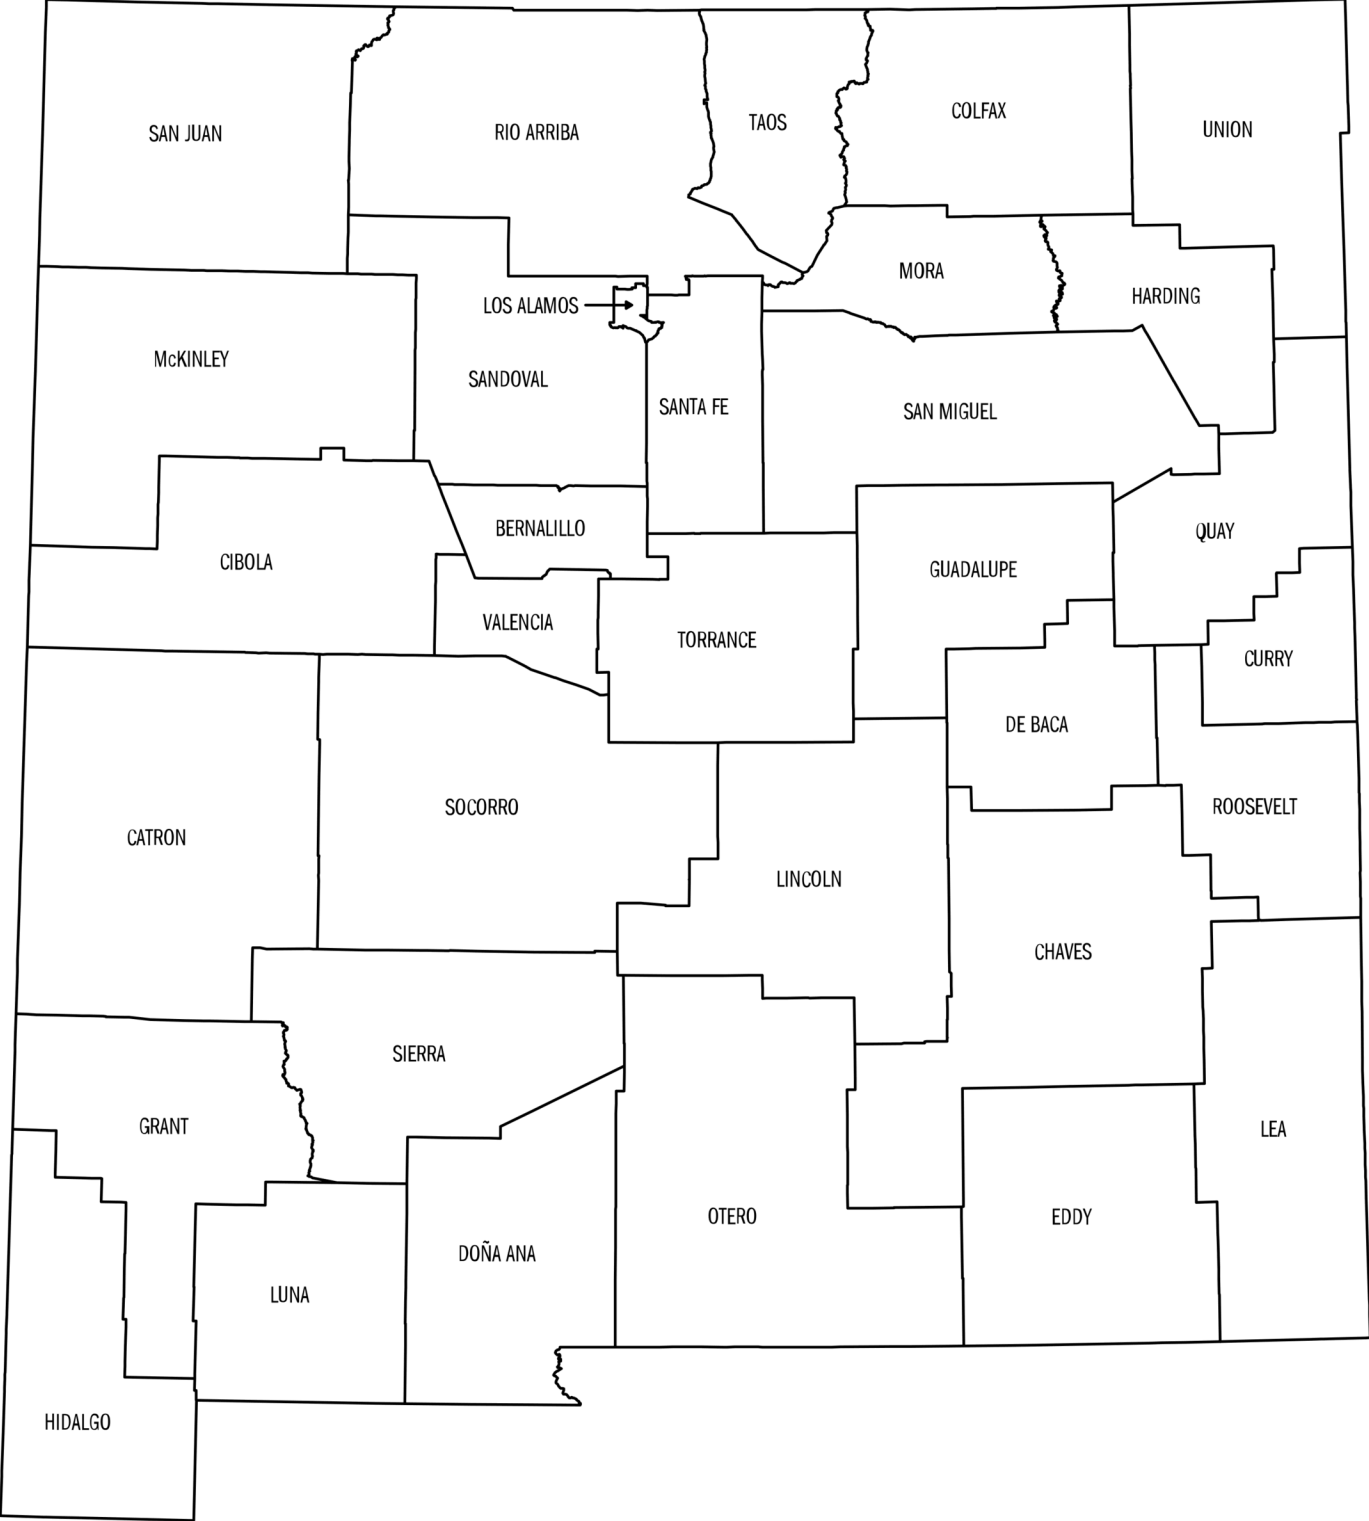 COLFAX
TAOS
UNION
SAN JUAN
RIO ARRIBA
MORA
HARDING
LOS ALAMOS
McKINLEY
SANDOVAL
SANTA FE
SAN MIGUEL
BERNALILLO
QUAY
CIBOLA
GUADALUPE
VALENCIA
TORRANCE
CURRY
DE BACA
SOCORRO
ROOSEVELT
CATRON
LINCOLN
CHAVES
SIERRA
GRANT
LEA
OTERO
EDDY
DOÑA ANA
LUNA
HIDALGO